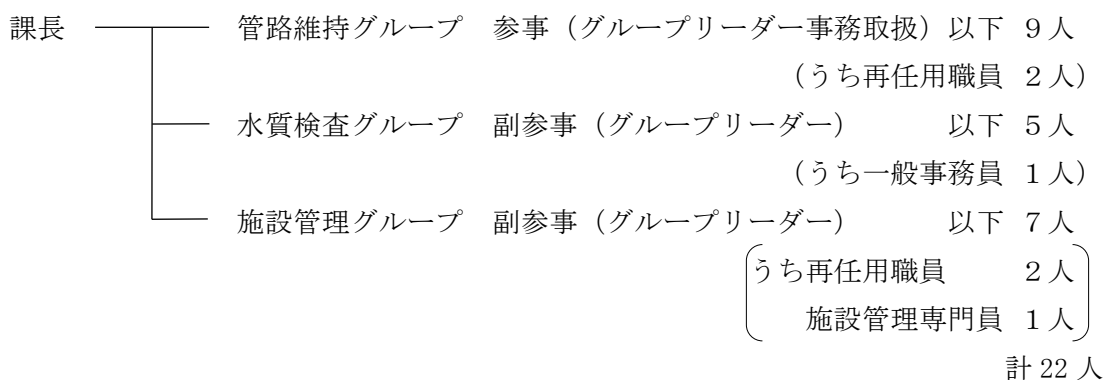 課長　管路維持グループ　参事（グループリーダー事務取扱）以下　９人
（うち再任用職員　２人）
水質検査グループ　副参事（グループリーダー）　以下　５人
（うち一般事務員　１人）
施設管理グループ　副参事（グループリーダー）　以下　７人
うち再任用職員　２人
施設管理専門員　１人
計 22 人